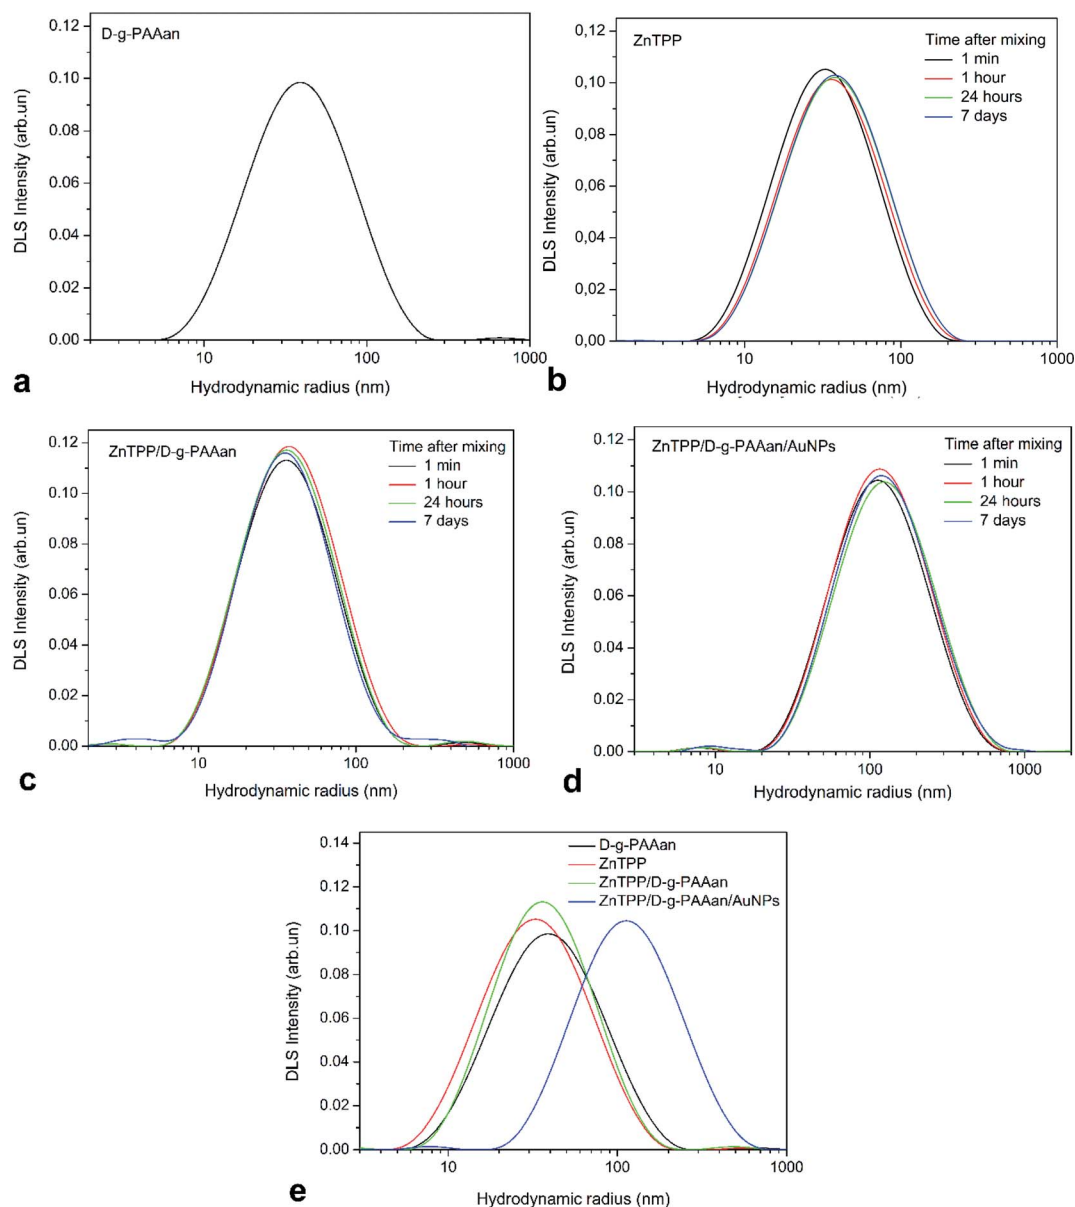 D-g-PAAan
DLS Intensity (arb.un)
0.12
0.10
0.08
0.06
0.04
0.02
0.00
10
100
1000
Hydrodynamic radius (nm)
a
ZnTPP
Time after mixing
1 min
1 hour
24 hours
7 days
DLS Intensity (arb.un)
0,12
0,10
0,08
0,06
0,04
0,02
0,00
10
100
1000
Hydrodynamic radius (nm)
b
ZnTPP/D-g-PAAan
Time after mixing
1 min
1 hour
24 hours
7 days
DLS Intensity (arb.un)
0.12
0.10
0.08
0.06
0.04
0.02
0.00
10
100
1000
Hydrodynamic radius (nm)
c
ZnTPP/D-g-PAAan/AuNPs
Time after mixing
1 min
1 hour
24 hours
7 days
DLS Intensity (arb.un)
0.12
0.10
0.08
0.06
0.04
0.02
0.00
10
100
1000
Hydrodynamic radius (nm)
d
D-g-PAAan
ZnTPP
ZnTPP/D-g-PAAan
ZnTPP/D-g-PAAan/AuNPs
DLS Intensity (arb.un)
0.14
0.12
0.10
0.08
0.06
0.04
0.02
0.00
10
100
1000
Hydrodynamic radius (nm)
e